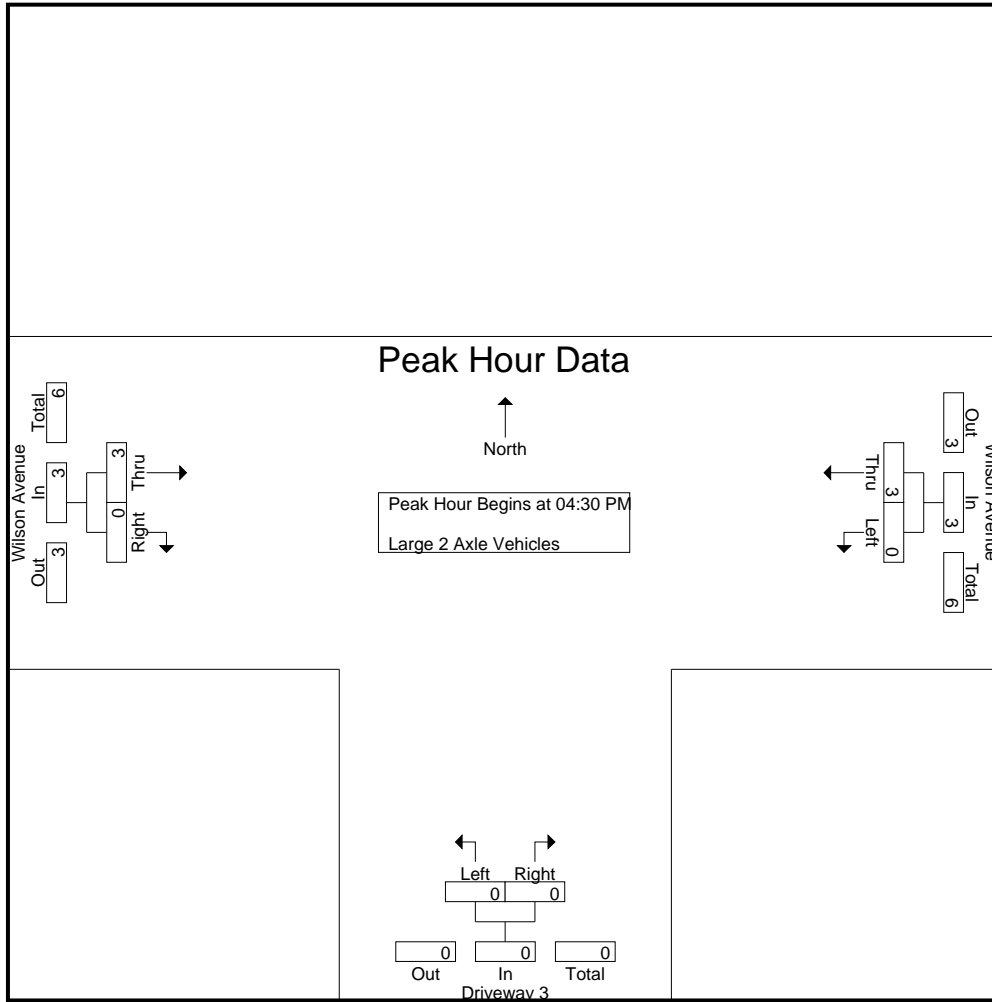 Peak Hour Data
North
Peak Hour Begins at 04:30 PM
Large 2 Axle Vehicles
Wilson Avenue
Total
6
In
3
Out
3
Thru
3
Right
0
Wilson Avenue
Out
3
In
3
Total
6
Thru
3
Left
0
Left
Right
0
0
0
0
0
Out
In
Total
Driveway 3